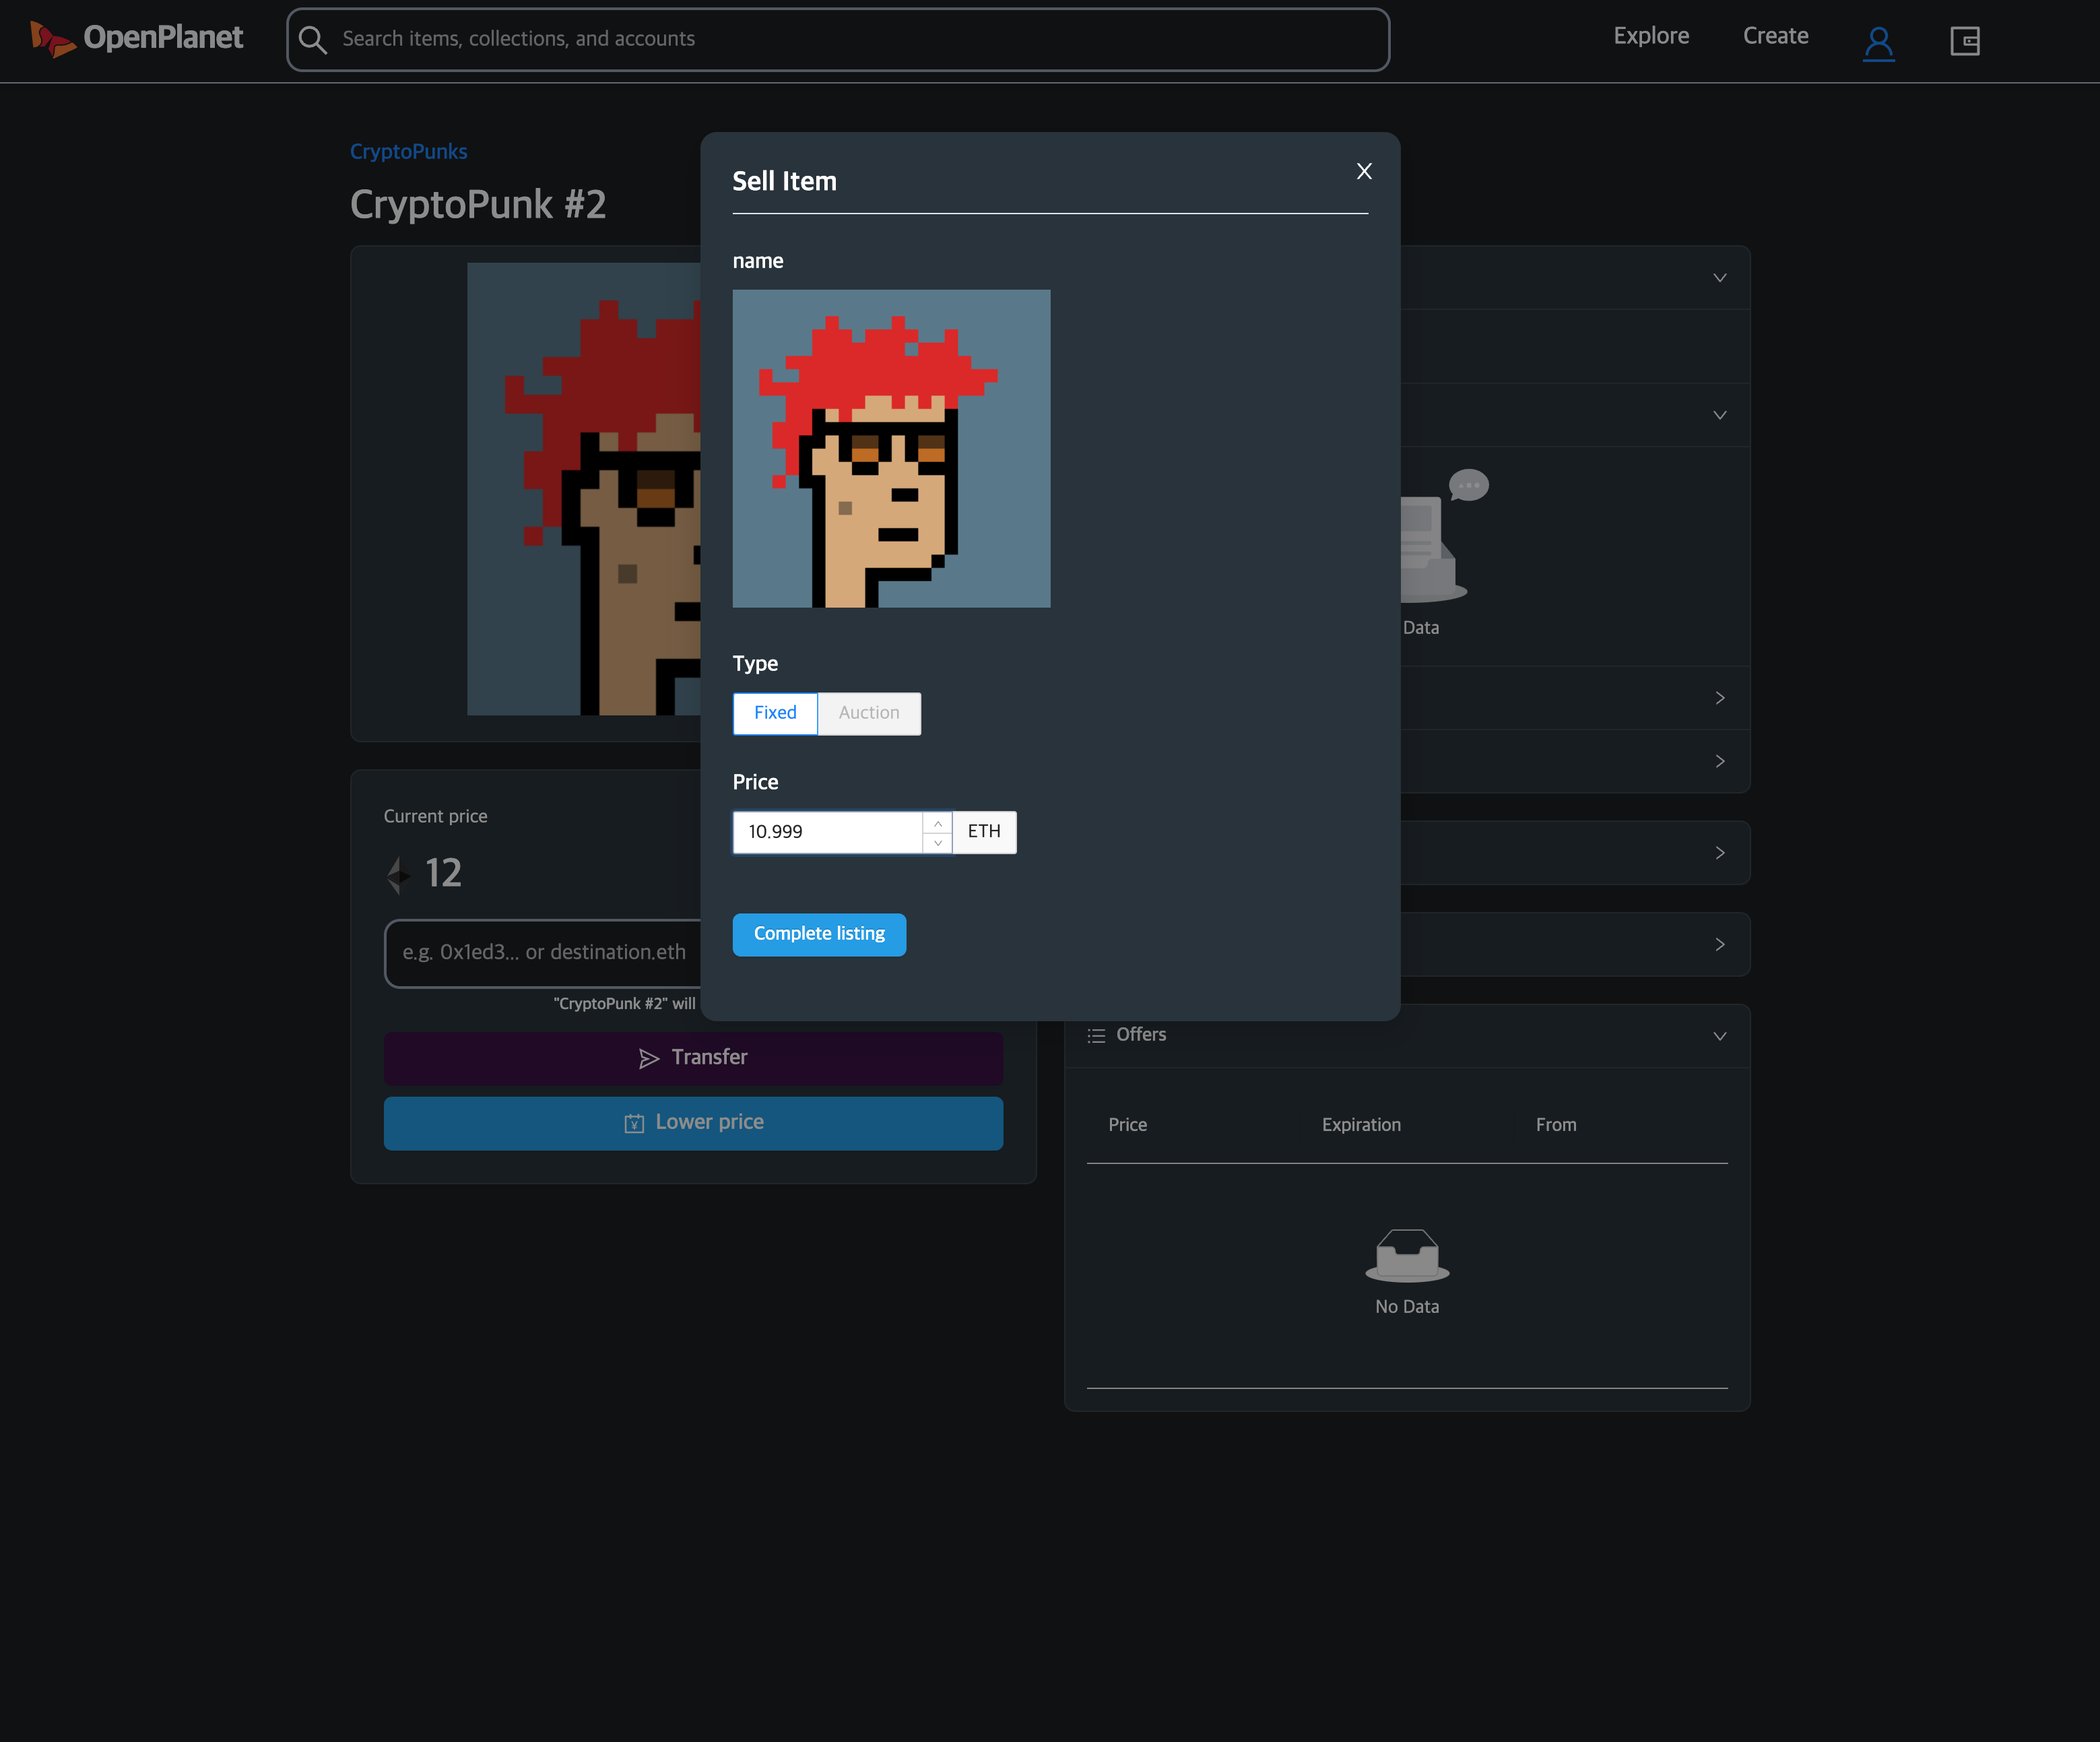 OpenPlanet
Search items, collections, and accounts
Explore
Create
CryptoPunks
CryptoPunk #2
Sell Item
X
name
Type
Fixed
Auction
Price
10.999
ETH
Complete listing
Data
Current price
12
e.g. 0x1ed3... or destination.eth
"CryptoPunk #2" will
Transfer
Lower price
Offers
Price
Expiration
From
No Data